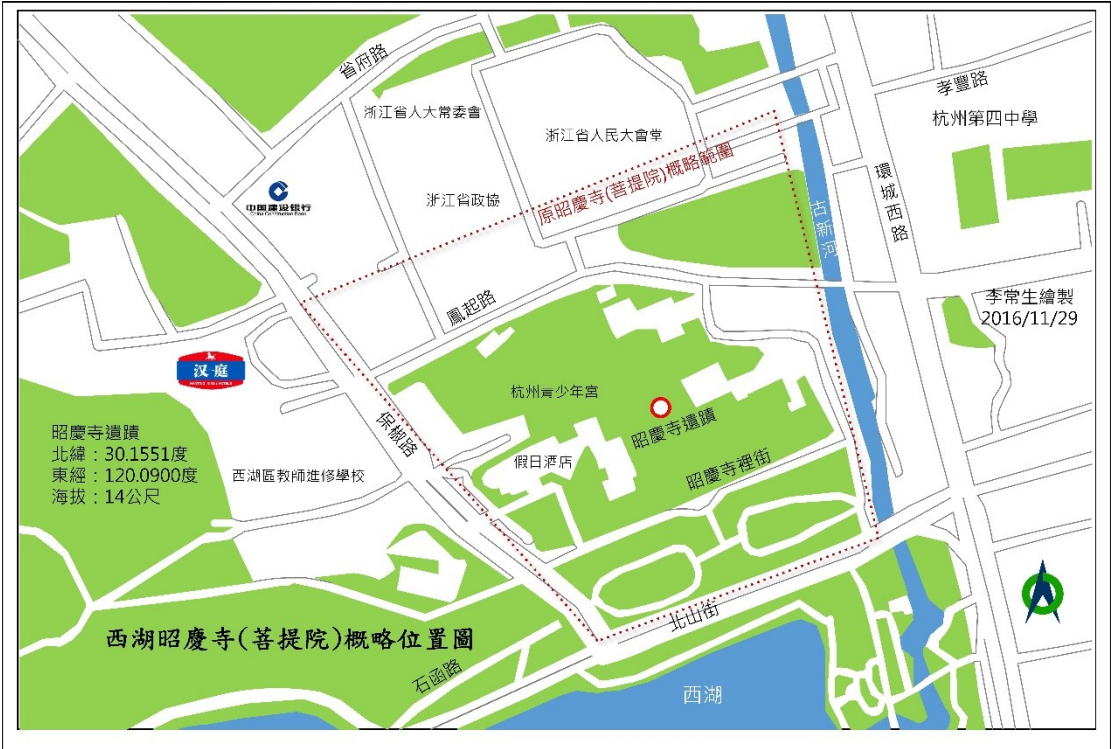 省府路
孝豐路
浙江省人大常委會
杭州第四中學
浙江省人民大會堂
原昭慶寺(菩提院)概略範圍
環城西路
浙江省政協
中国建设银行
China Construction Bank
古新河
李常生繪製
2016/11/29
鳳起路
汉庭
杭州青少年宮
昭慶寺遺蹟
保椒路
昭慶寺遺蹟
北緯：30.1551度
東經：120.0900度
海拔：14公尺
西湖區教師進修學校
假日酒店
昭慶寺裡街
北山街
西湖昭慶寺(菩提院)概略位置圖
石函路
西湖